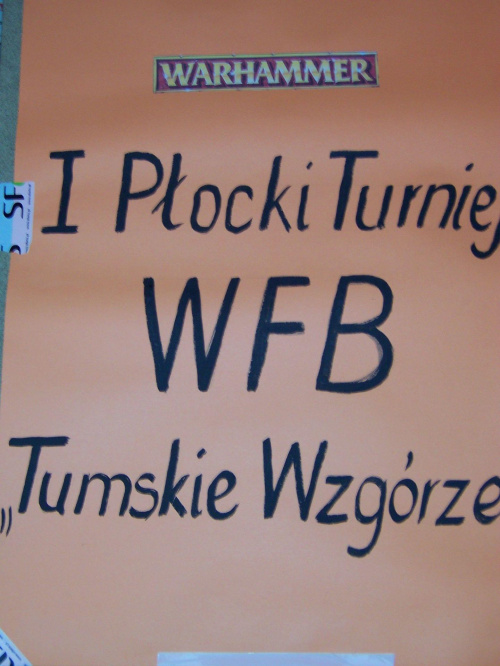 WARHAMMER
I Płocki Turniej
WFB
„Tumskie Wzgórze